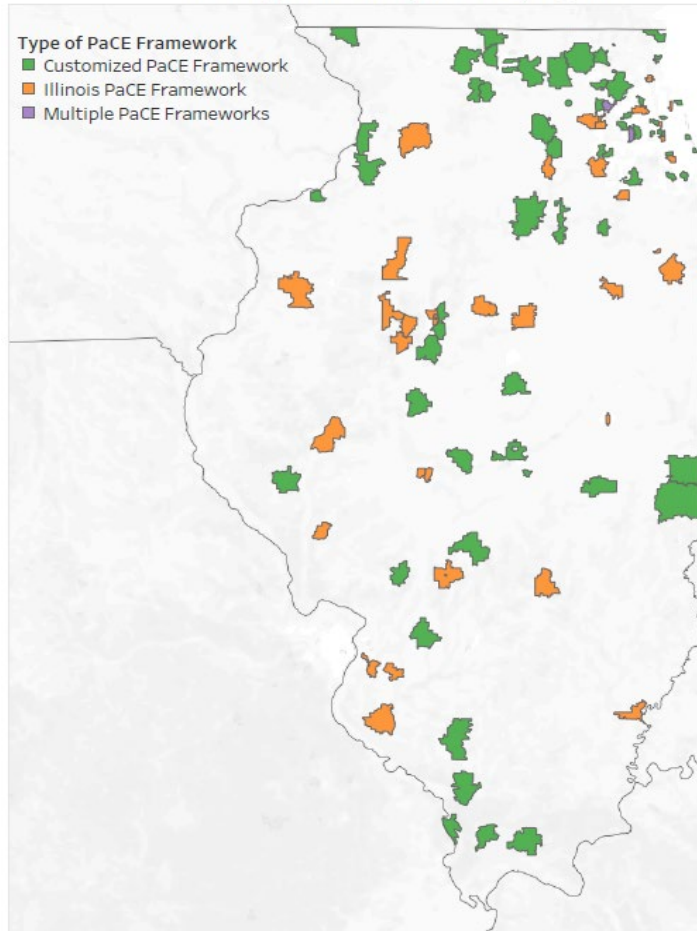 Type of PaCE Framework
Customized PaCE Framework
Illinois PaCE Framework
Multiple PaCE Frameworks